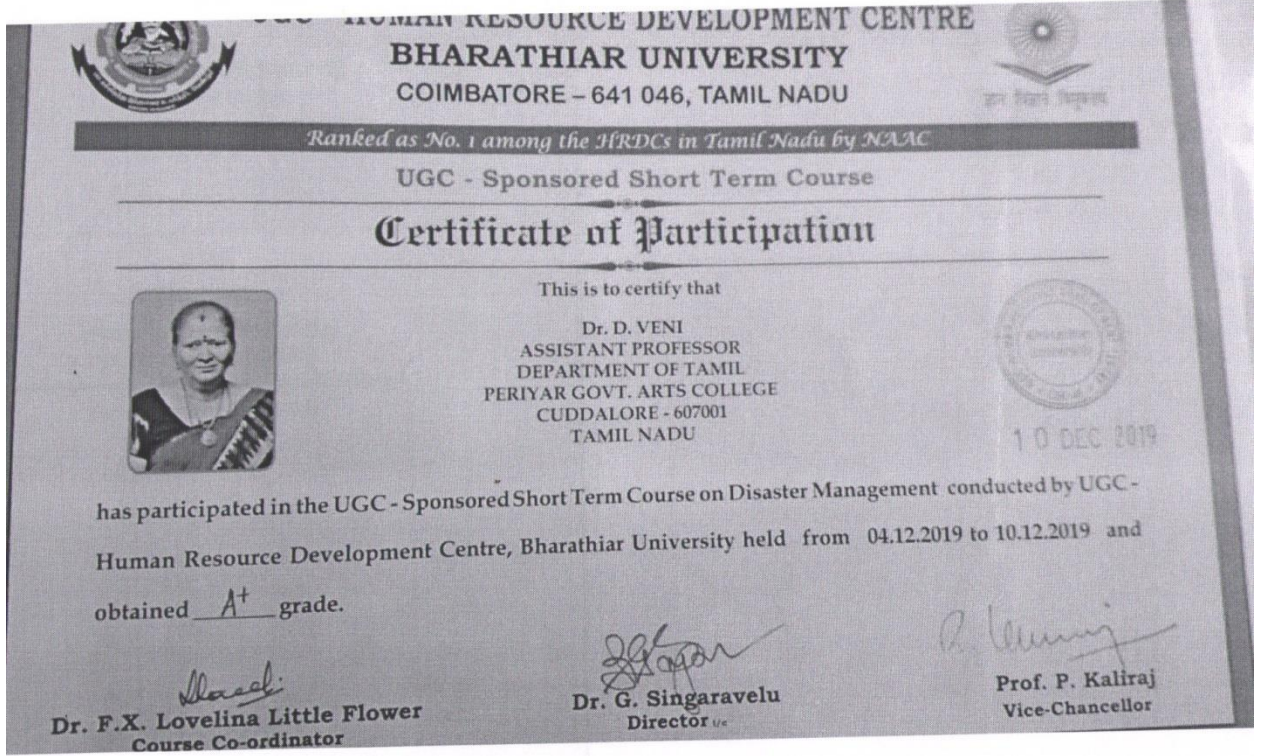 UGC - HUMAN RESOURCE DEVELOPMENT CENTRE
BHARATHIAR UNIVERSITY
COIMBATORE – 641 046, TAMIL NADU
Ranked as No. 1 among the HRDCs in Tamil Nadu by NAAC
UGC - Sponsored Short Term Course
Certificate of Participation
This is to certify that
Dr. D. VENI
ASSISTANT PROFESSOR
DEPARTMENT OF TAMIL
PERIYAR GOVT. ARTS COLLEGE
CUDDALORE - 607001
TAMIL NADU
10 DEC 2019
has participated in the UGC - Sponsored Short Term Course on Disaster Management conducted by UGC -
Human Resource Development Centre, Bharathiar University held from 04.12.2019 to 10.12.2019 and
obtained A+ grade.
Dr. F.X. Lovelina Little Flower
Course Co-ordinator
Dr. G. Singaravelu
Director i/c
Prof. P. Kaliraj
Vice-Chancellor